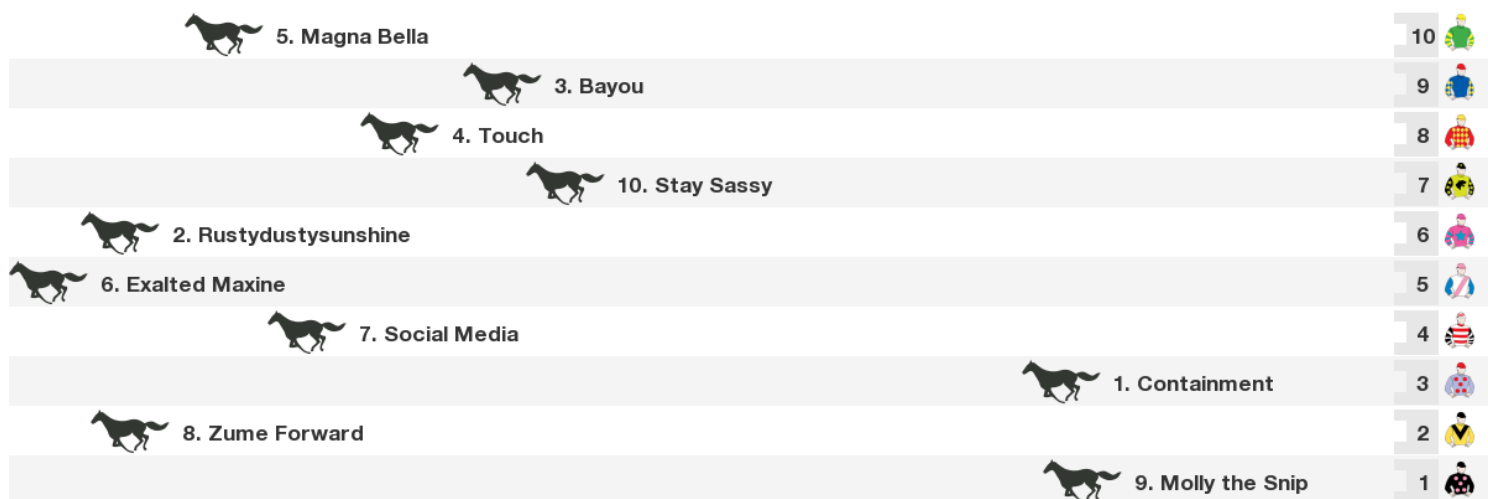 5. Magna Bella 10
3. Bayou 9
4. Touch 8
10. Stay Sassy 7
2. Rustydustysunshine 6
6. Exalted Maxine 5
7. Social Media 4
1. Containment 3
8. Zume Forward 2
9. Molly the Snip 1